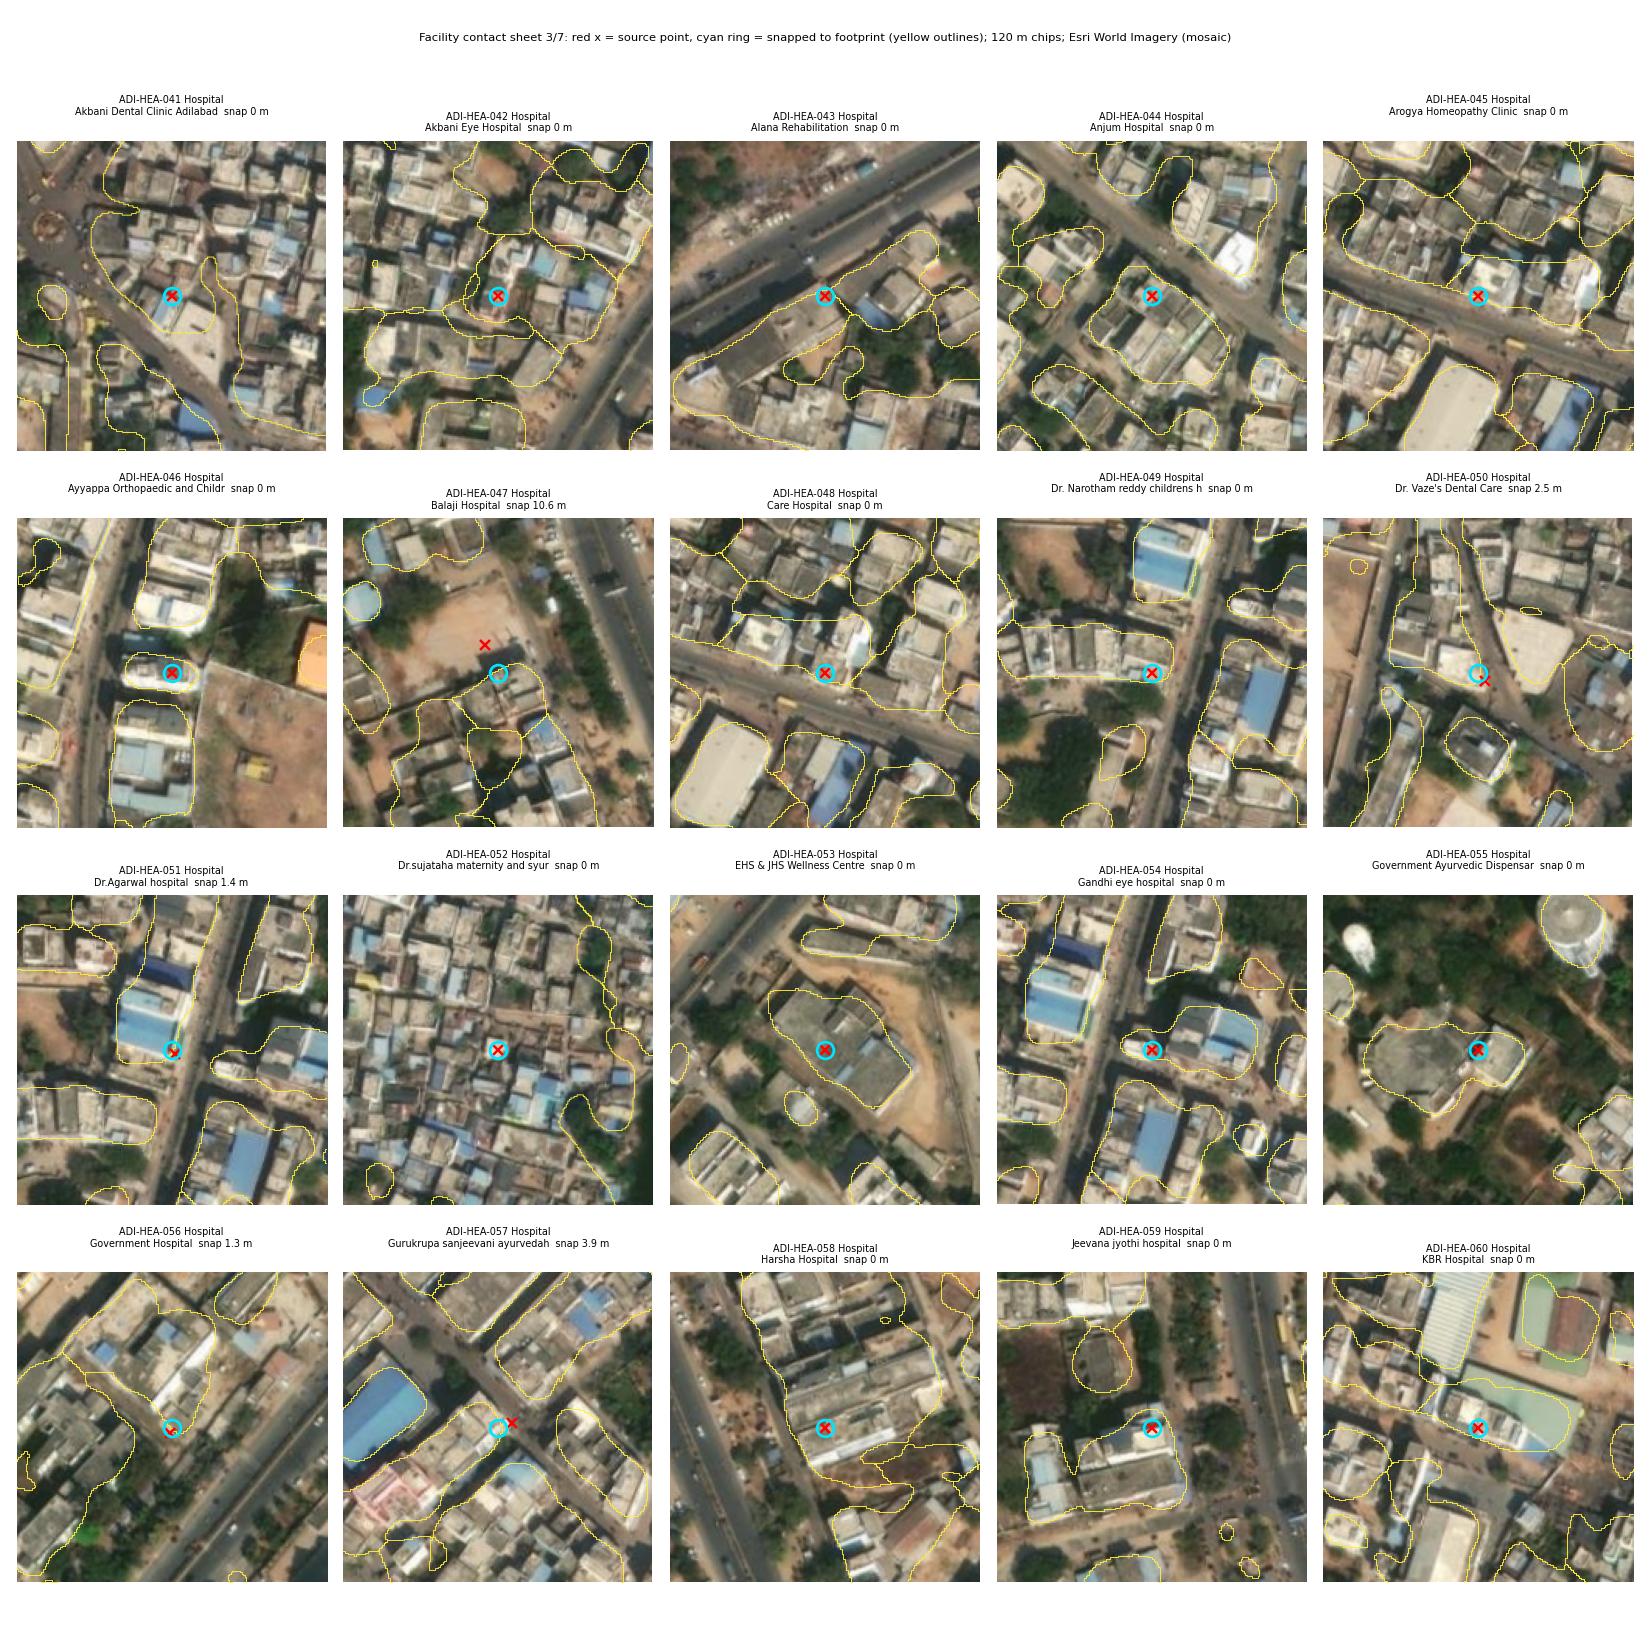 Facility contact sheet 3/7: red x = source point, cyan ring = snapped to footprint (yellow outlines); 120 m chips; Esri World Imagery (mosaic)
ADI-HEA-041 Hospital
Akbani Dental Clinic Adilabad  snap 0 m
ADI-HEA-042 Hospital
Akbani Eye Hospital  snap 0 m
ADI-HEA-043 Hospital
Alana Rehabilitation  snap 0 m
ADI-HEA-044 Hospital
Anjum Hospital  snap 0 m
ADI-HEA-045 Hospital
Arogya Homeopathy Clinic  snap 0 m
ADI-HEA-046 Hospital
Ayyappa Orthopaedic and Childr  snap 0 m
ADI-HEA-047 Hospital
Balaji Hospital  snap 10.6 m
ADI-HEA-048 Hospital
Care Hospital  snap 0 m
ADI-HEA-049 Hospital
Dr. Narotham reddy childrens h  snap 0 m
ADI-HEA-050 Hospital
Dr. Vaze's Dental Care  snap 2.5 m
ADI-HEA-051 Hospital
Dr.Agarwal hospital  snap 1.4 m
ADI-HEA-052 Hospital
Dr.sujataha maternity and syur  snap 0 m
ADI-HEA-053 Hospital
EHS & JHS Wellness Centre  snap 0 m
ADI-HEA-054 Hospital
Gandhi eye hospital  snap 0 m
ADI-HEA-055 Hospital
Government Ayurvedic Dispensar  snap 0 m
ADI-HEA-056 Hospital
Government Hospital  snap 1.3 m
ADI-HEA-057 Hospital
Gurukrupa sanjeevani ayurvedah  snap 3.9 m
ADI-HEA-058 Hospital
Harsha Hospital  snap 0 m
ADI-HEA-059 Hospital
Jeevana jyothi hospital  snap 0 m
ADI-HEA-060 Hospital
KBR Hospital  snap 0 m